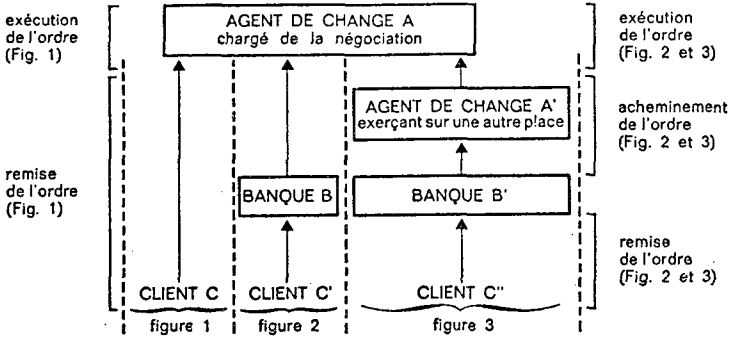 exécution
de l'ordre
(Fig. 1)
AGENT DE CHANGE A
chargé de la négociation
exécution
de l'ordre
(Fig. 2 et 3)
AGENT DE CHANGE A'
exerçant sur une autre place
acheminement
de l'ordre
(Fig. 2 et 3)
remise
de l'ordre
(Fig. 1)
BANQUE B
BANQUE B'
remise
de l'ordre
(Fig. 2 et 3)
CLIENT C
CLIENT C'
CLIENT C"
figure 1
figure 2
figure 3